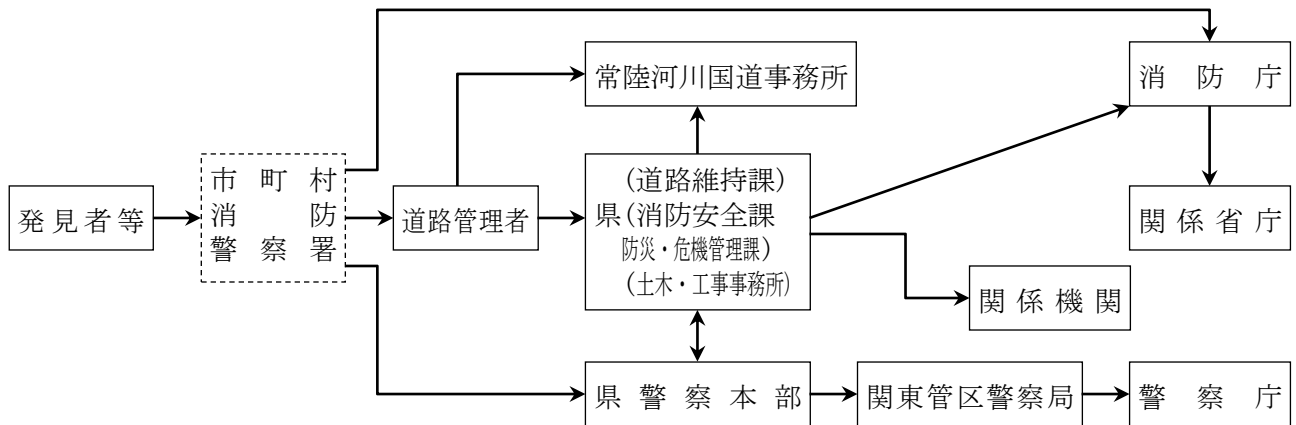 常陸河川国道事務所
消防庁
発見者等
市町村
消防
警察署
道路管理者
(道路維持課)
県(消防安全課
防災・危機管理課)
(土木・工事事務所)
関係省庁
関係機関
県警察本部
関東管区警察局
警察庁